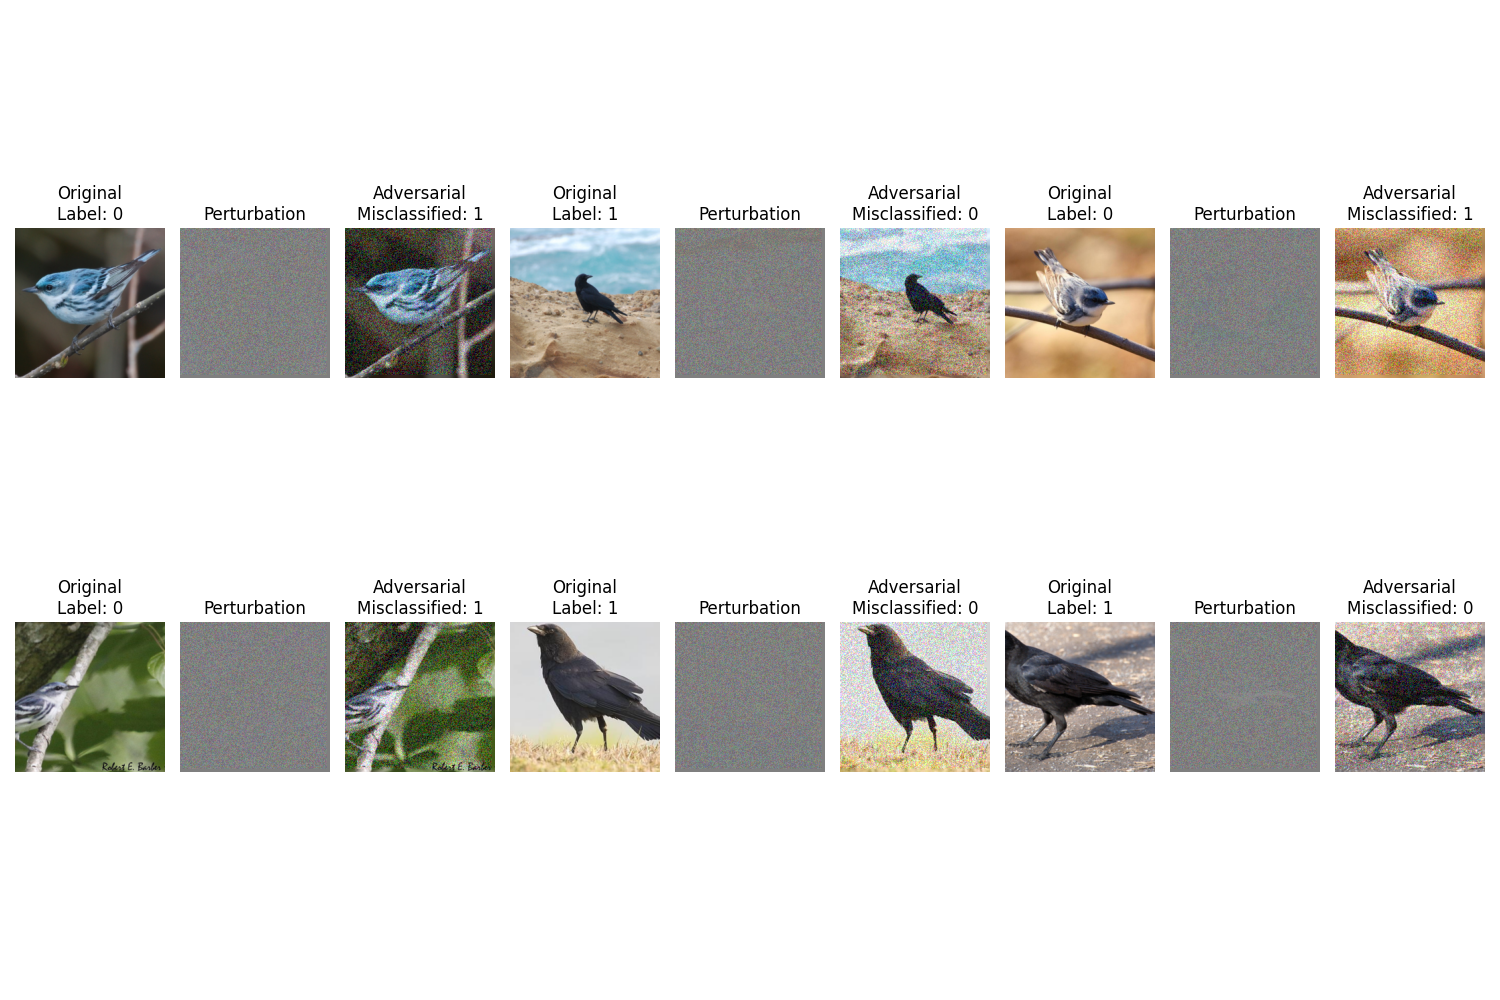 Original
Label: 0
Perturbation
Adversarial
Misclassified: 1
Original
Label: 1
Perturbation
Adversarial
Misclassified: 0
Original
Label: 0
Perturbation
Adversarial
Misclassified: 1
Original
Label: 0
Perturbation
Adversarial
Misclassified: 1
Original
Label: 1
Perturbation
Adversarial
Misclassified: 0
Original
Label: 1
Perturbation
Adversarial
Misclassified: 0
Robert E. Barber
Robert E. Barber